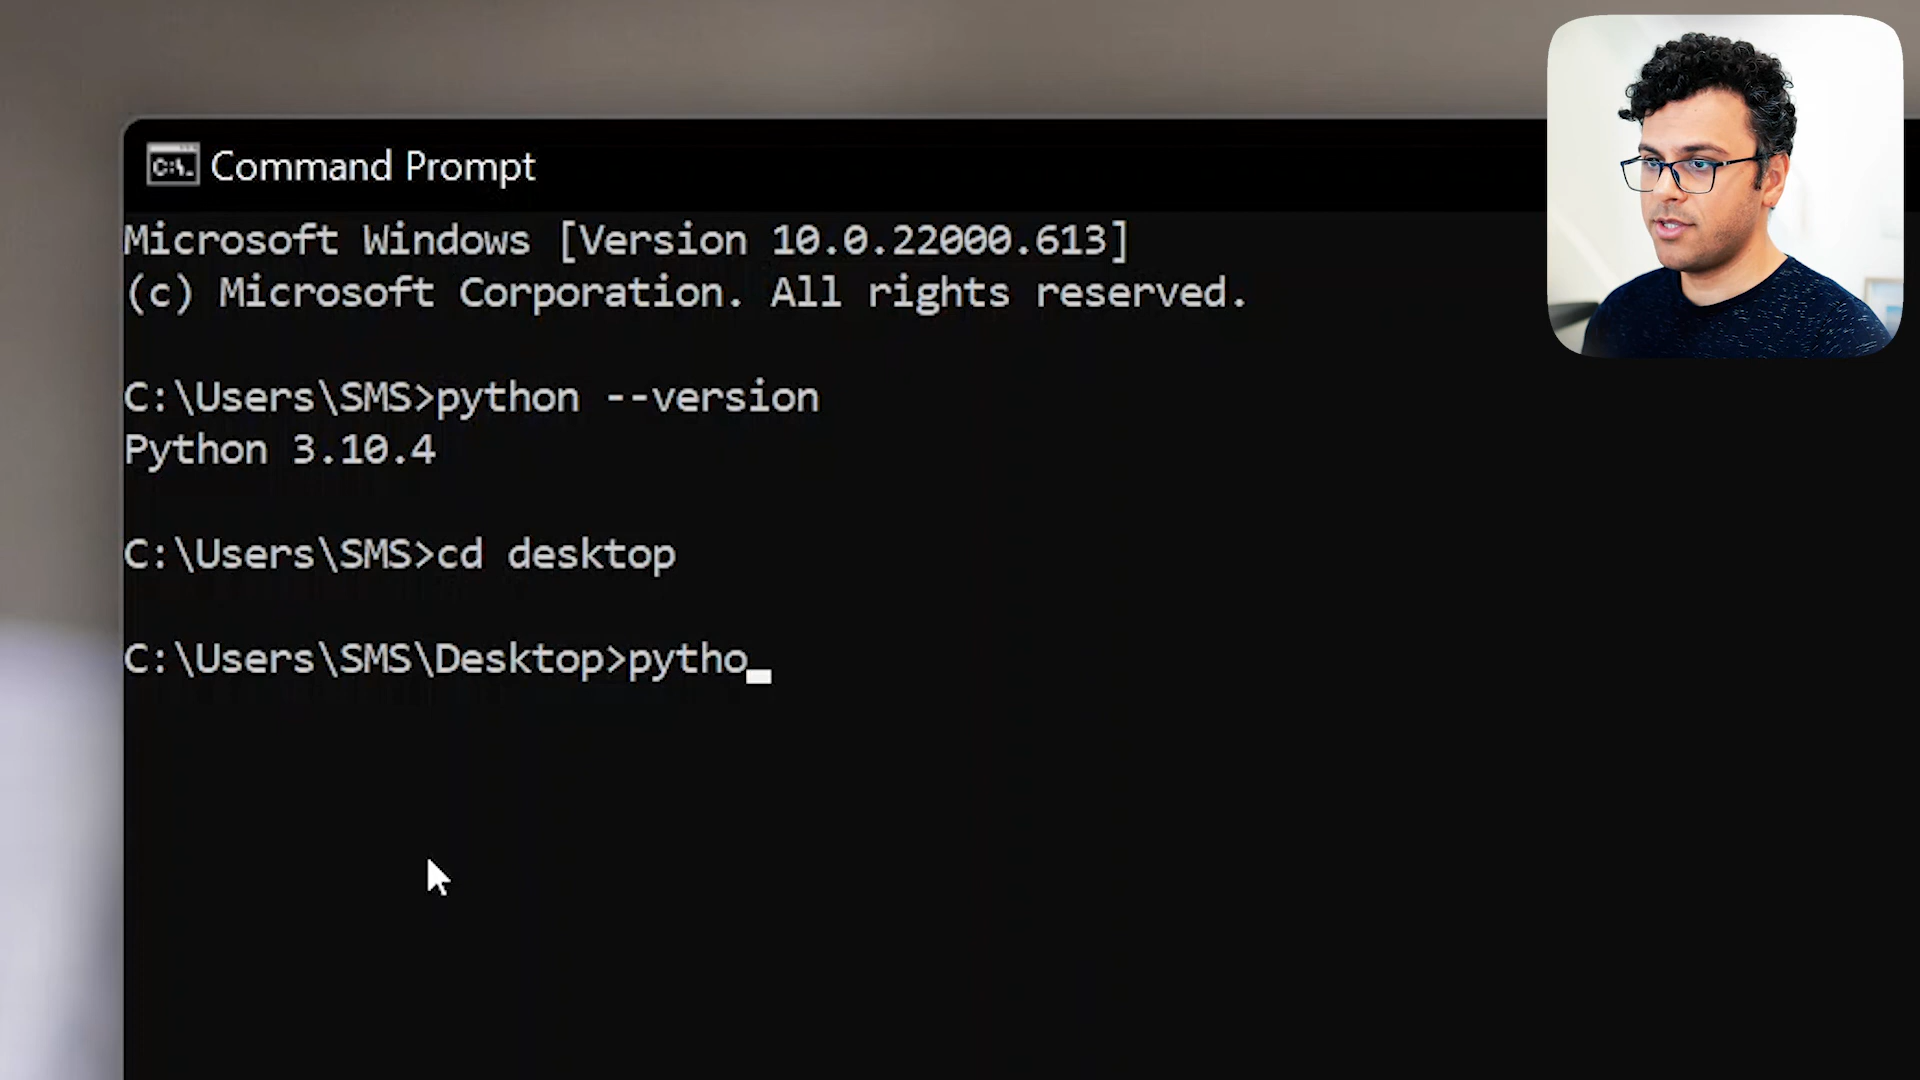 Command Prompt
Microsoft Windows [Version 10.0.22000.613]
(c) Microsoft Corporation. All rights reserved.
C:\Users\SMS>python --version
Python 3.10.4
C:\Users\SMS>cd desktop
C:\Users\SMS\Desktop>pytho